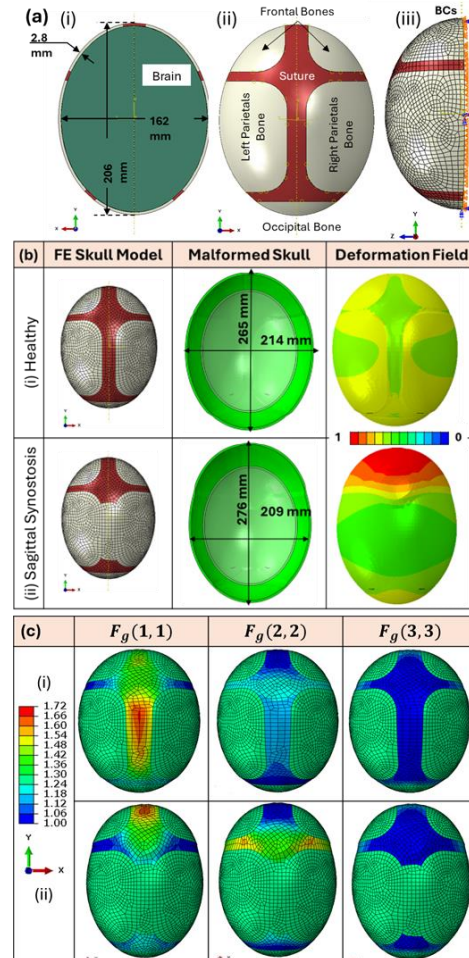 (a) (i) (ii) (iii) BCs
2.8
mm
Brain
162
mm
206
mm
Frontal Bones
Suture
Left Parietals
Bone
Right Parietals
Bone
Occipital Bone
Y
X
Y
X
Y
Z
(b) FE Skull Model Malformed Skull Deformation Field
(i) Healthy
265 mm
214 mm
Y
X
1 0
(ii) Sagittal Synostosis
276 mm
209 mm
Y
X
(c) F_g(1, 1) F_g(2, 2) F_g(3, 3)
(i)
1.72
1.66
1.60
1.54
1.48
1.42
1.36
1.30
1.24
1.18
1.12
1.06
1.00
Y
X
(ii)